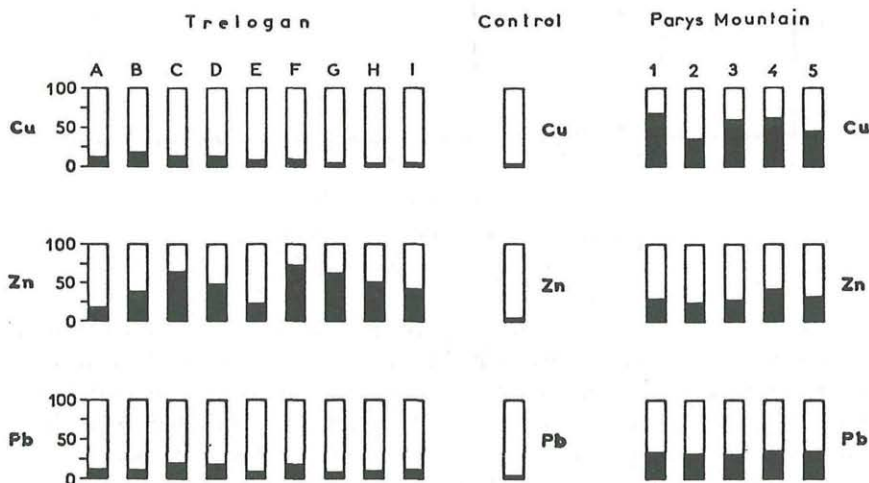 Trelogan Control Parys Mountain
A B C D E F G H I 1 2 3 4 5
100
Cu 50 Cu Cu
0
100
Zn 50 Zn Zn
0
100
Pb 50 Pb Pb
0